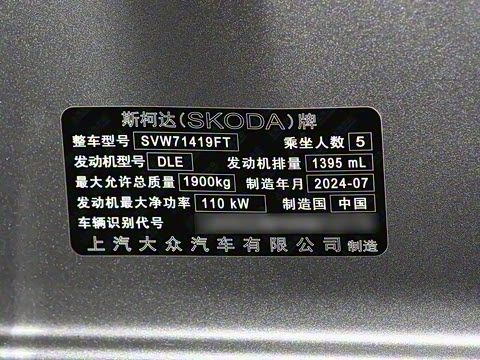 斯柯达(SKODA)牌
整车型号 SVW71419FT 乘坐人数 5
发动机型号 DLE 发动机排量 1395 mL
最大允许总质量 1900kg 制造年月 2024-07
发动机最大净功率 110 kW 制造国 中国
车辆识别代号
上汽大众汽车有限公司 制造